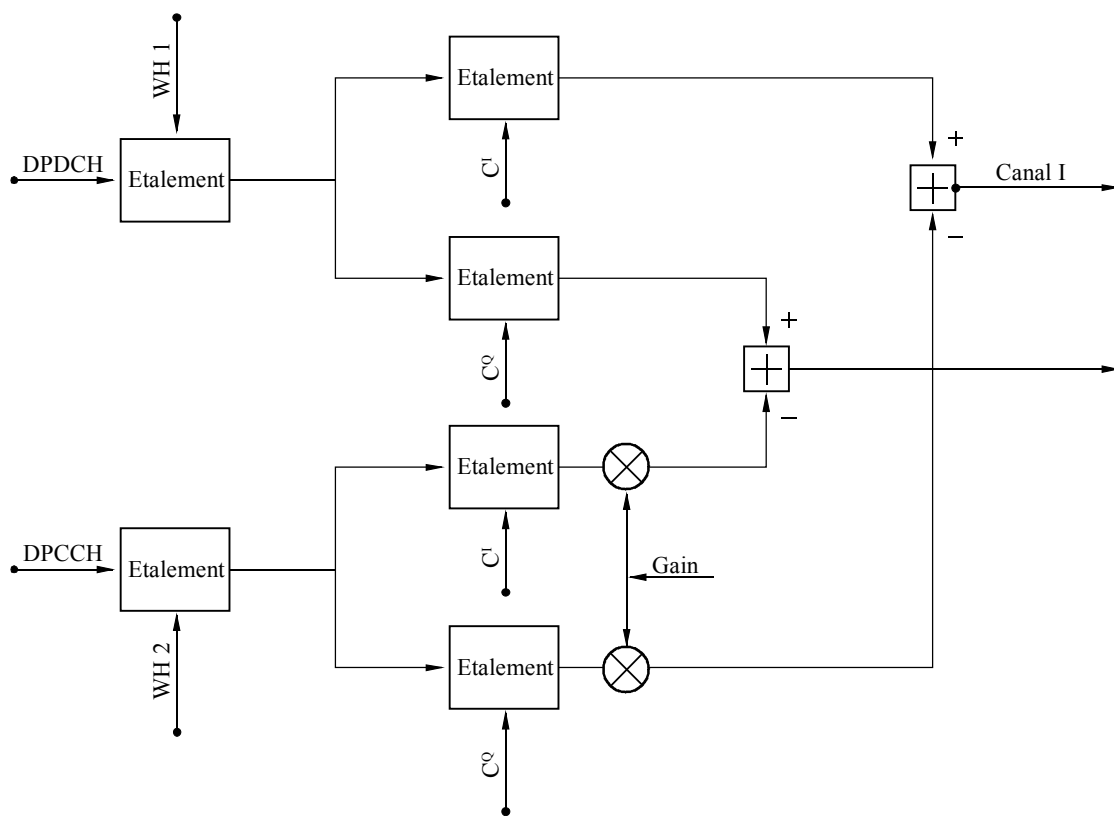 WH 1
DPDCH
Etalement
Etalement
C^I
+
Canal I
−
Etalement
C^Q
+
−
Etalement
C^I
Gain
DPCCH
Etalement
WH 2
Etalement
C^Q